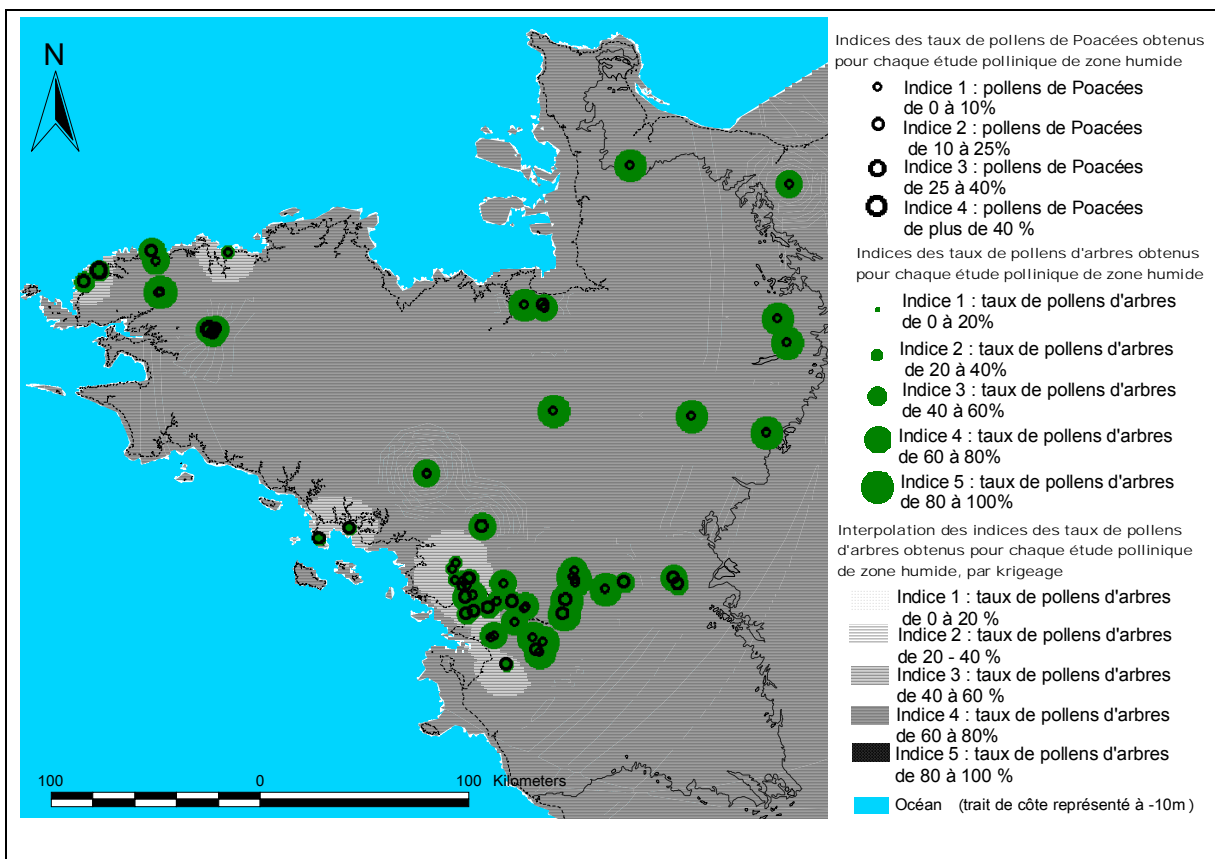 N
100 0 100 Kilometers
Indices des taux de pollens de Poacées obtenus
pour chaque étude pollinique de zone humide
Indice 1 : pollens de Poacées
de 0 à 10%
Indice 2 : pollens de Poacées
de 10 à 25%
Indice 3 : pollens de Poacées
de 25 à 40%
Indice 4 : pollens de Poacées
de plus de 40 %
Indices des taux de pollens d'arbres obtenus
pour chaque étude pollinique de zone humide
Indice 1 : taux de pollens d'arbres
de 0 à 20%
Indice 2 : taux de pollens d'arbres
de 20 à 40%
Indice 3 : taux de pollens d'arbres
de 40 à 60%
Indice 4 : taux de pollens d'arbres
de 60 à 80%
Indice 5 : taux de pollens d'arbres
de 80 à 100%
Interpolation des indices des taux de pollens
d'arbres obtenus pour chaque étude pollinique
de zone humide, par krigeage
Indice 1 : taux de pollens d'arbres
de 0 à 20 %
Indice 2 : taux de pollens d'arbres
de 20 - 40 %
Indice 3 : taux de pollens d'arbres
de 40 à 60 %
Indice 4 : taux de pollens d'arbres
de 60 à 80%
Indice 5 : taux de pollens d'arbres
de 80 à 100 %
Océan (trait de côte représenté à -10m )